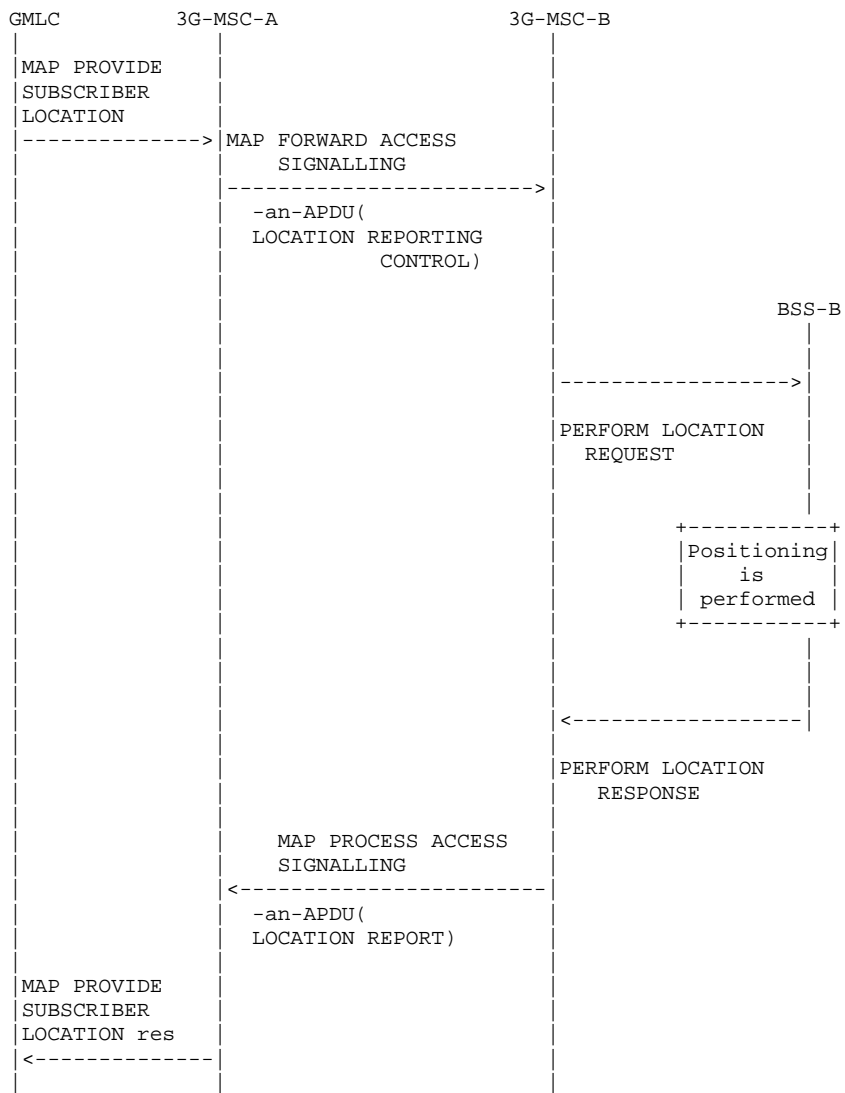 GMLC 3G-MSC-A 3G-MSC-B
MAP PROVIDE
SUBSCRIBER
LOCATION
MAP FORWARD ACCESS
SIGNALLING
-an-APDU(
LOCATION REPORTING
CONTROL)
BSS-B
PERFORM LOCATION
REQUEST
Positioning
is
performed
PERFORM LOCATION
RESPONSE
MAP PROCESS ACCESS
SIGNALLING
-an-APDU(
LOCATION REPORT)
MAP PROVIDE
SUBSCRIBER
LOCATION res